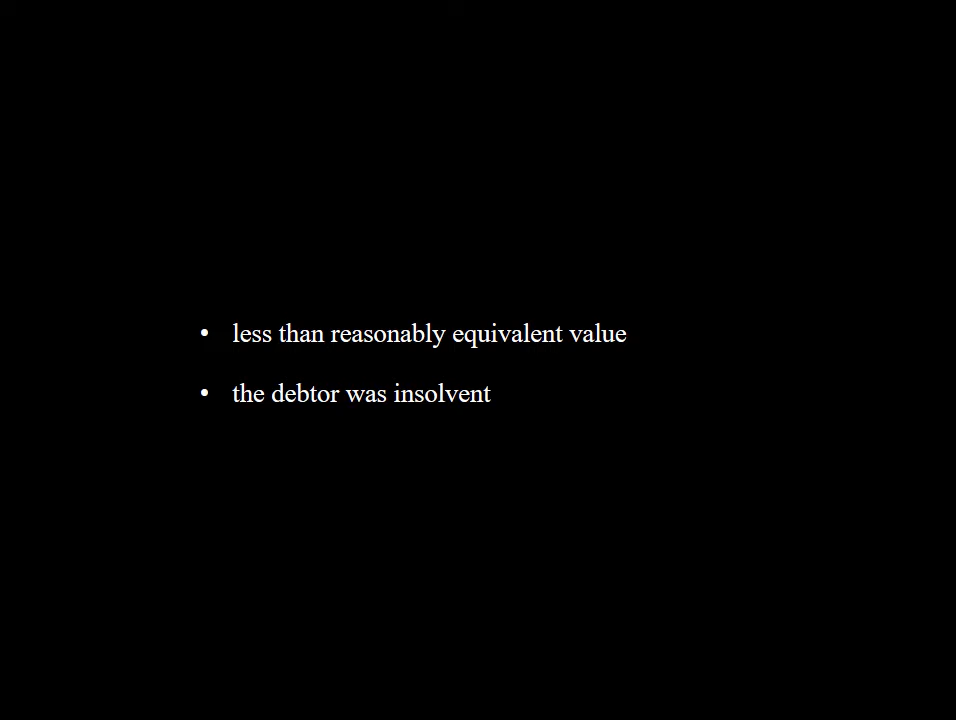 • less than reasonably equivalent value
• the debtor was insolvent